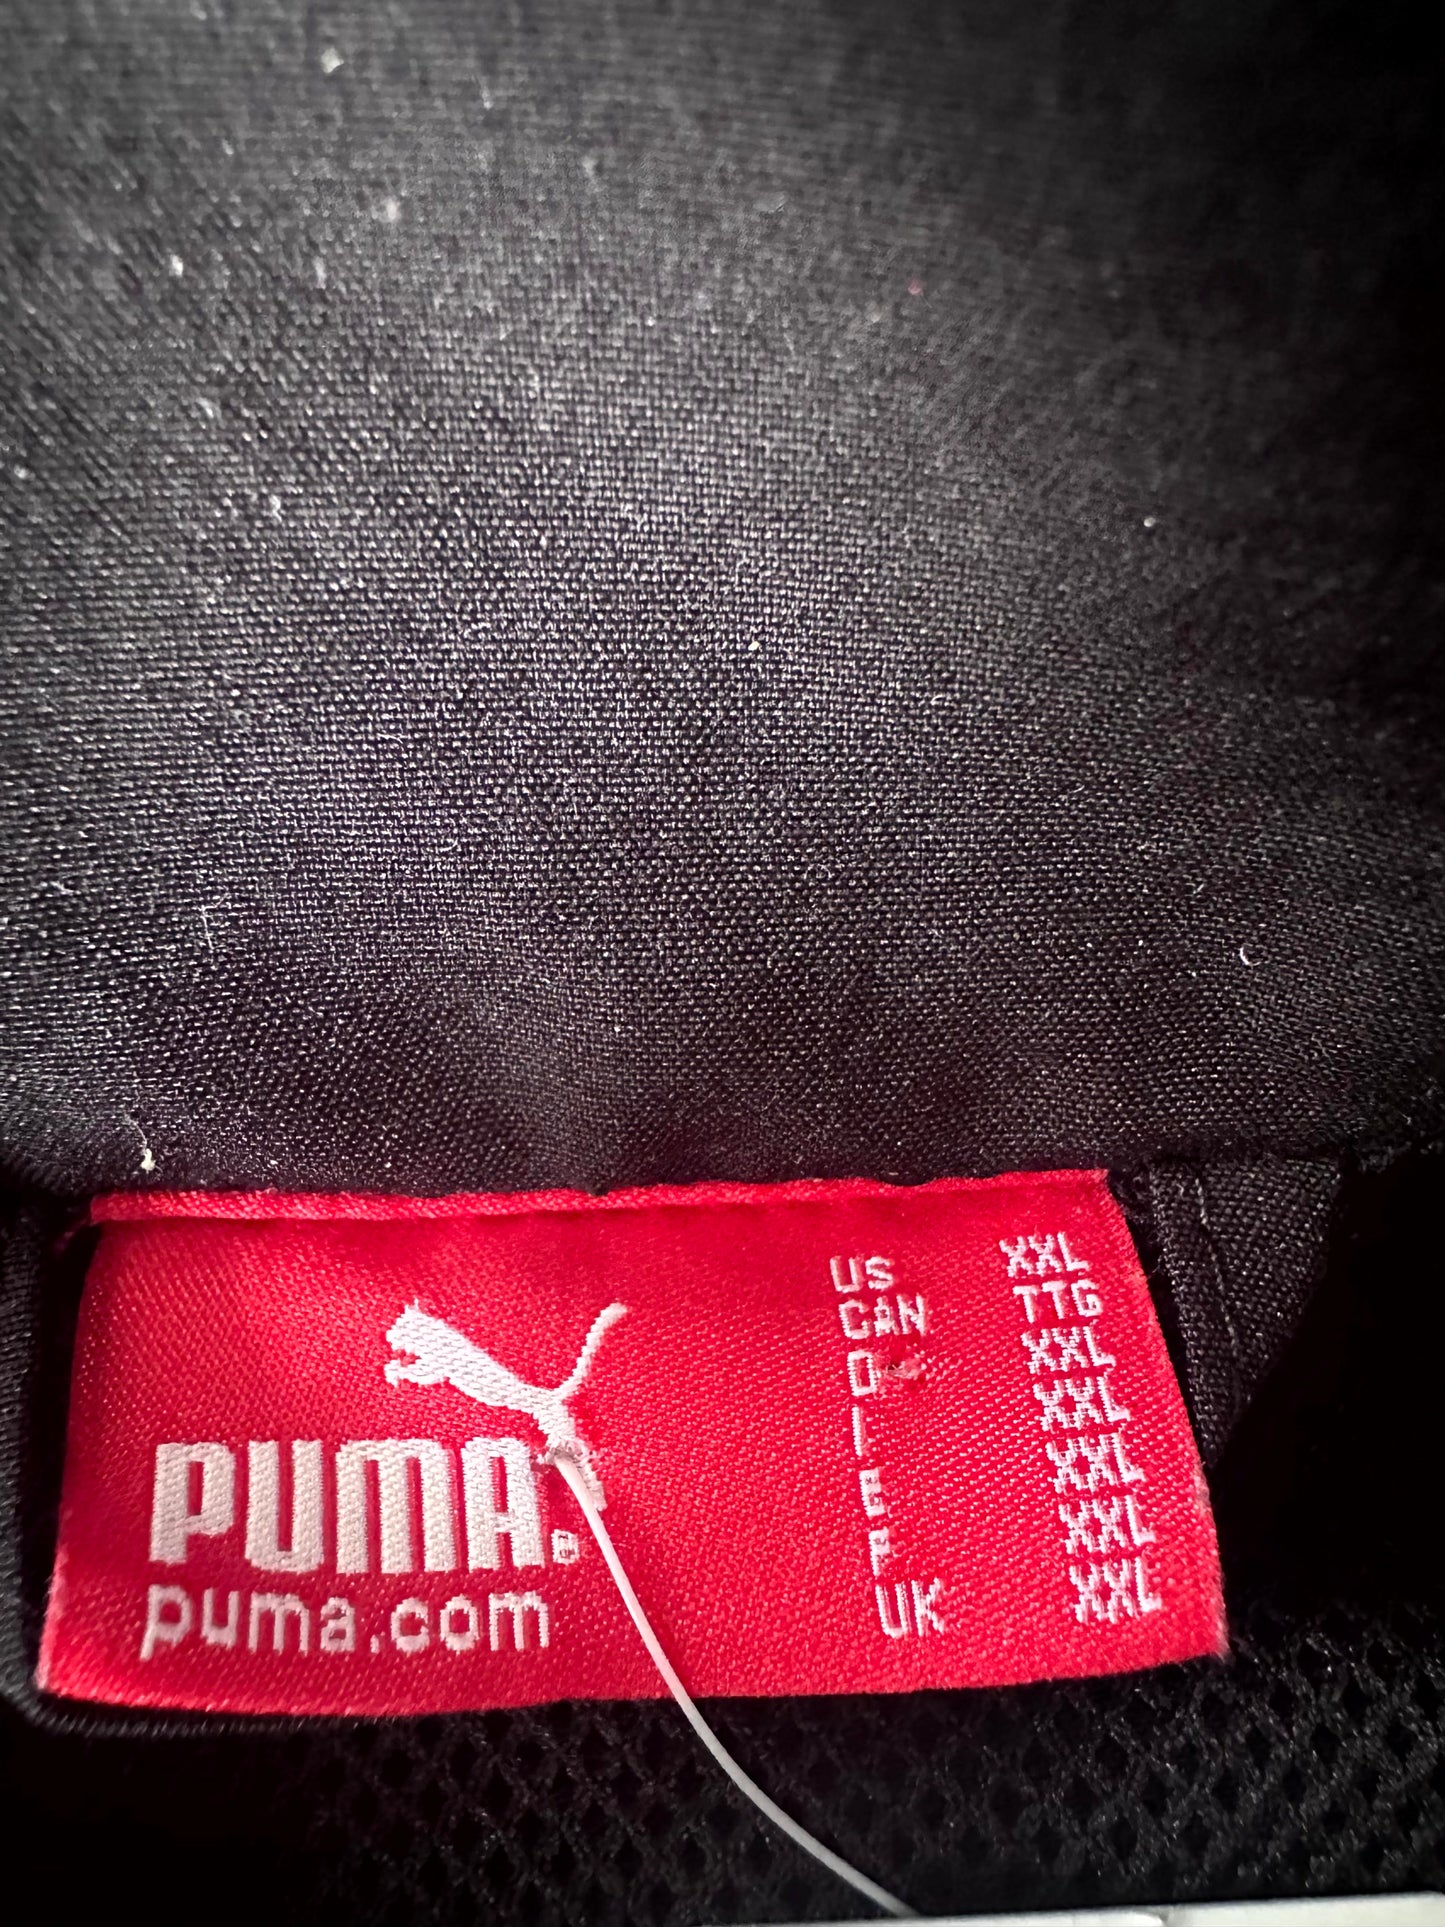 PUMA®
puma.com
US XXL
CAN TTG
D XXL
I XXL
E XXL
F XXL
UK XXL